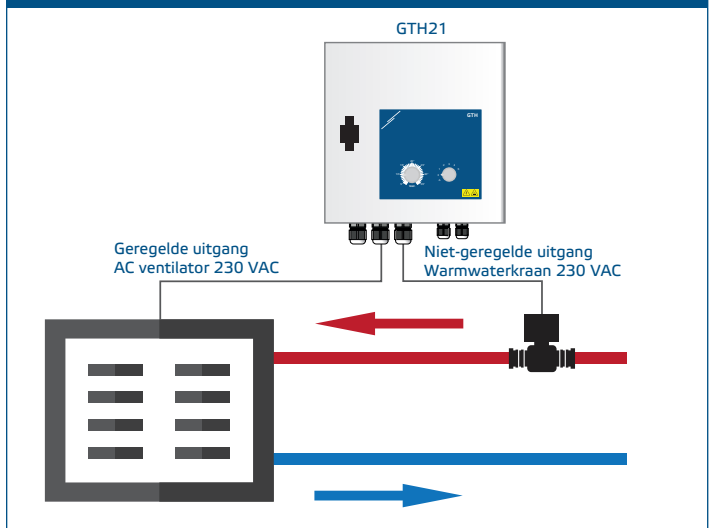 GTH21
GTH
Geregelde uitgang
AC ventilator 230 VAC
Niet-geregelde uitgang
Warmwaterkraan 230 VAC